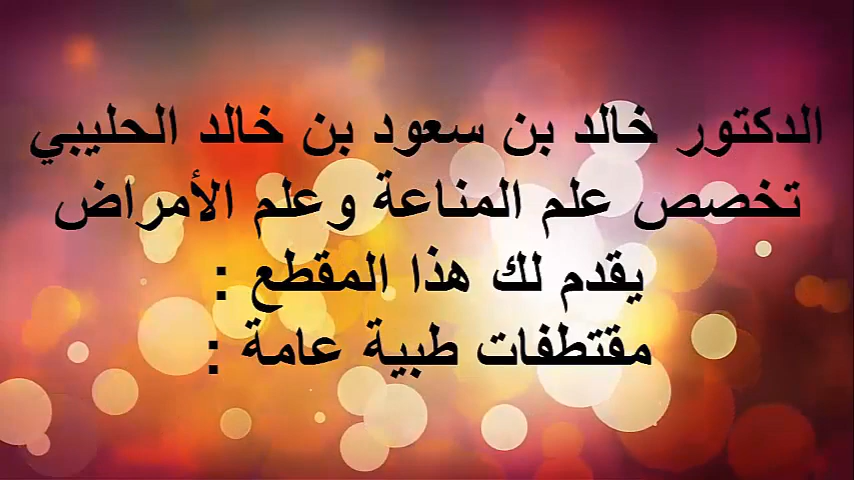 الدكتور خالد بن سعود بن خالد الحليبي
تخصص علم المناعة وعلم الأمراض
يقدم لك هذا المقطع :
مقتطفات طبية عامة :